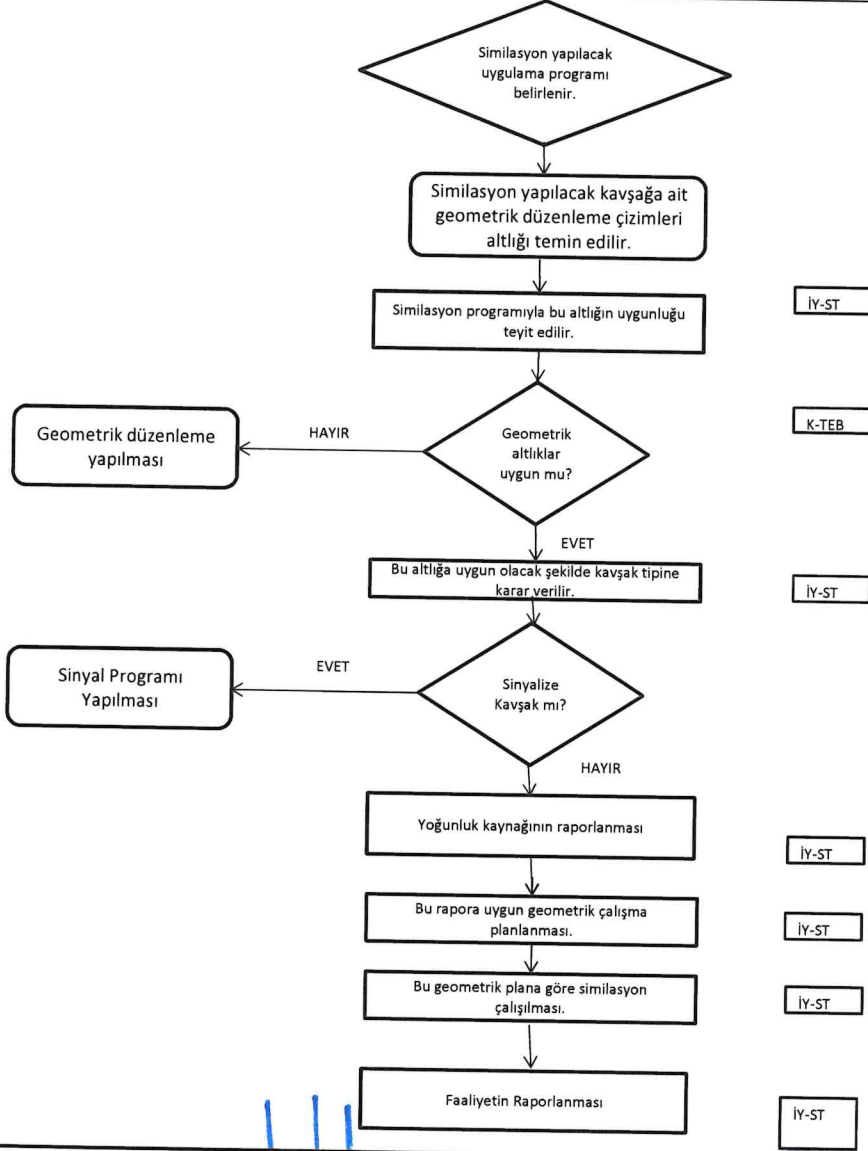 Similasyon yapılacak
uygulama programı
belirlenir.
Similasyon yapılacak kavşağa ait
geometrik düzenleme çizimleri
altlığı temin edilir.
Similasyon programıyla bu altlığın uygunluğu
teyit edilir.
İY-ST
Geometrik düzenleme
yapılması
HAYIR
Geometrik
altlıklar
uygun mu?
K-TEB
EVET
Bu altlığa uygun olacak şekilde kavşak tipine
karar verilir.
İY-ST
Sinyal Programı
Yapılması
EVET
Sinyalize
Kavşak mı?
HAYIR
Yoğunluk kaynağının raporlanması
İY-ST
Bu rapora uygun geometrik çalışma
planlanması.
İY-ST
Bu geometrik plana göre similasyon
çalışılması.
İY-ST
Faaliyetin Raporlanması
İY-ST